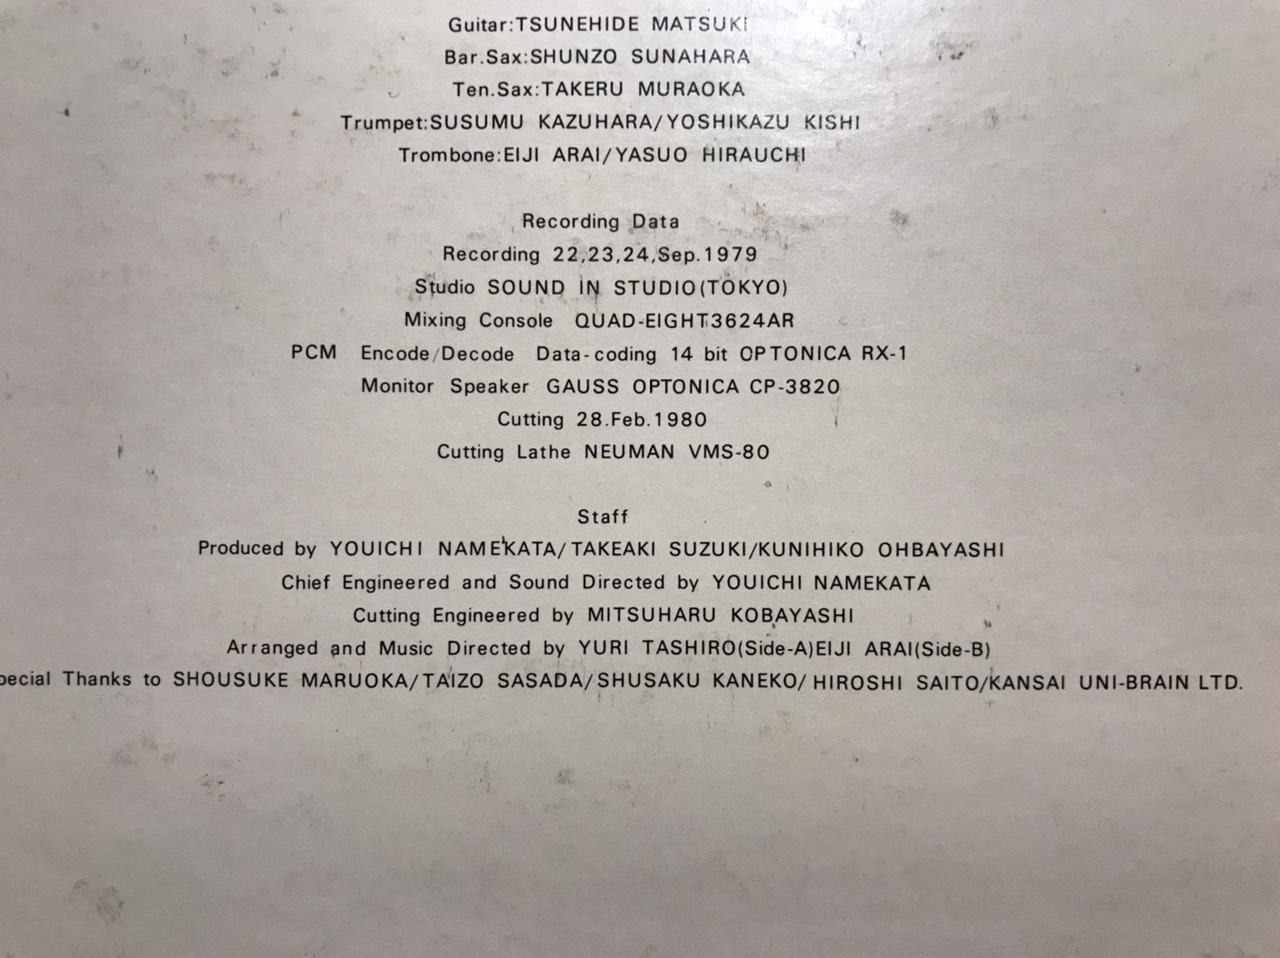 Guitar:TSUNEHIDE MATSUKI
Bar.Sax:SHUNZO SUNAHARA
Ten.Sax:TAKERU MURAOKA
Trumpet:SUSUMU KAZUHARA/YOSHIKAZU KISHI
Trombone:EIJI ARAI/YASUO HIRAUCHI
Recording Data
Recording 22,23,24,Sep.1979
Studio SOUND IN STUDIO(TOKYO)
Mixing Console QUAD-EIGHT3624AR
PCM Encode/Decode Data-coding 14 bit OPTONICA RX-1
Monitor Speaker GAUSS OPTONICA CP-3820
Cutting 28.Feb.1980
Cutting Lathe NEUMAN VMS-80
Staff
Produced by YOUICHI NAMEKATA/TAKEAKI SUZUKI/KUNIHIKO OHBAYASHI
Chief Engineered and Sound Directed by YOUICHI NAMEKATA
Cutting Engineered by MITSUHARU KOBAYASHI
Arranged and Music Directed by YURI TASHIRO(Side-A)EIJI ARAI(Side-B)
pecial Thanks to SHOUSUKE MARUOKA/TAIZO SASADA/SHUSAKU KANEKO/HIROSHI SAITO/KANSAI UNI-BRAIN LTD.